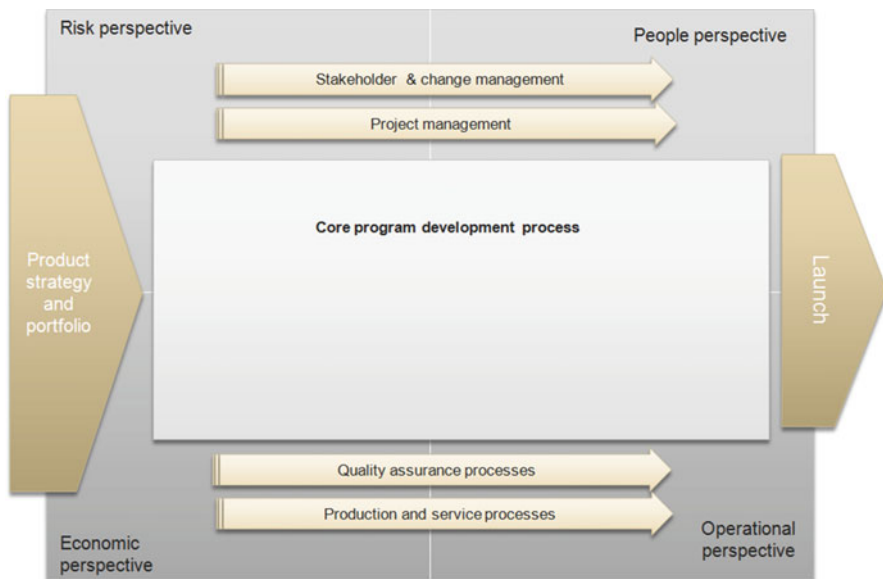 Risk perspective
People perspective
Stakeholder & change management
Project management
Core program development process
Product
strategy
and
portfolio
Launch
Quality assurance processes
Production and service processes
Economic
perspective
Operational
perspective